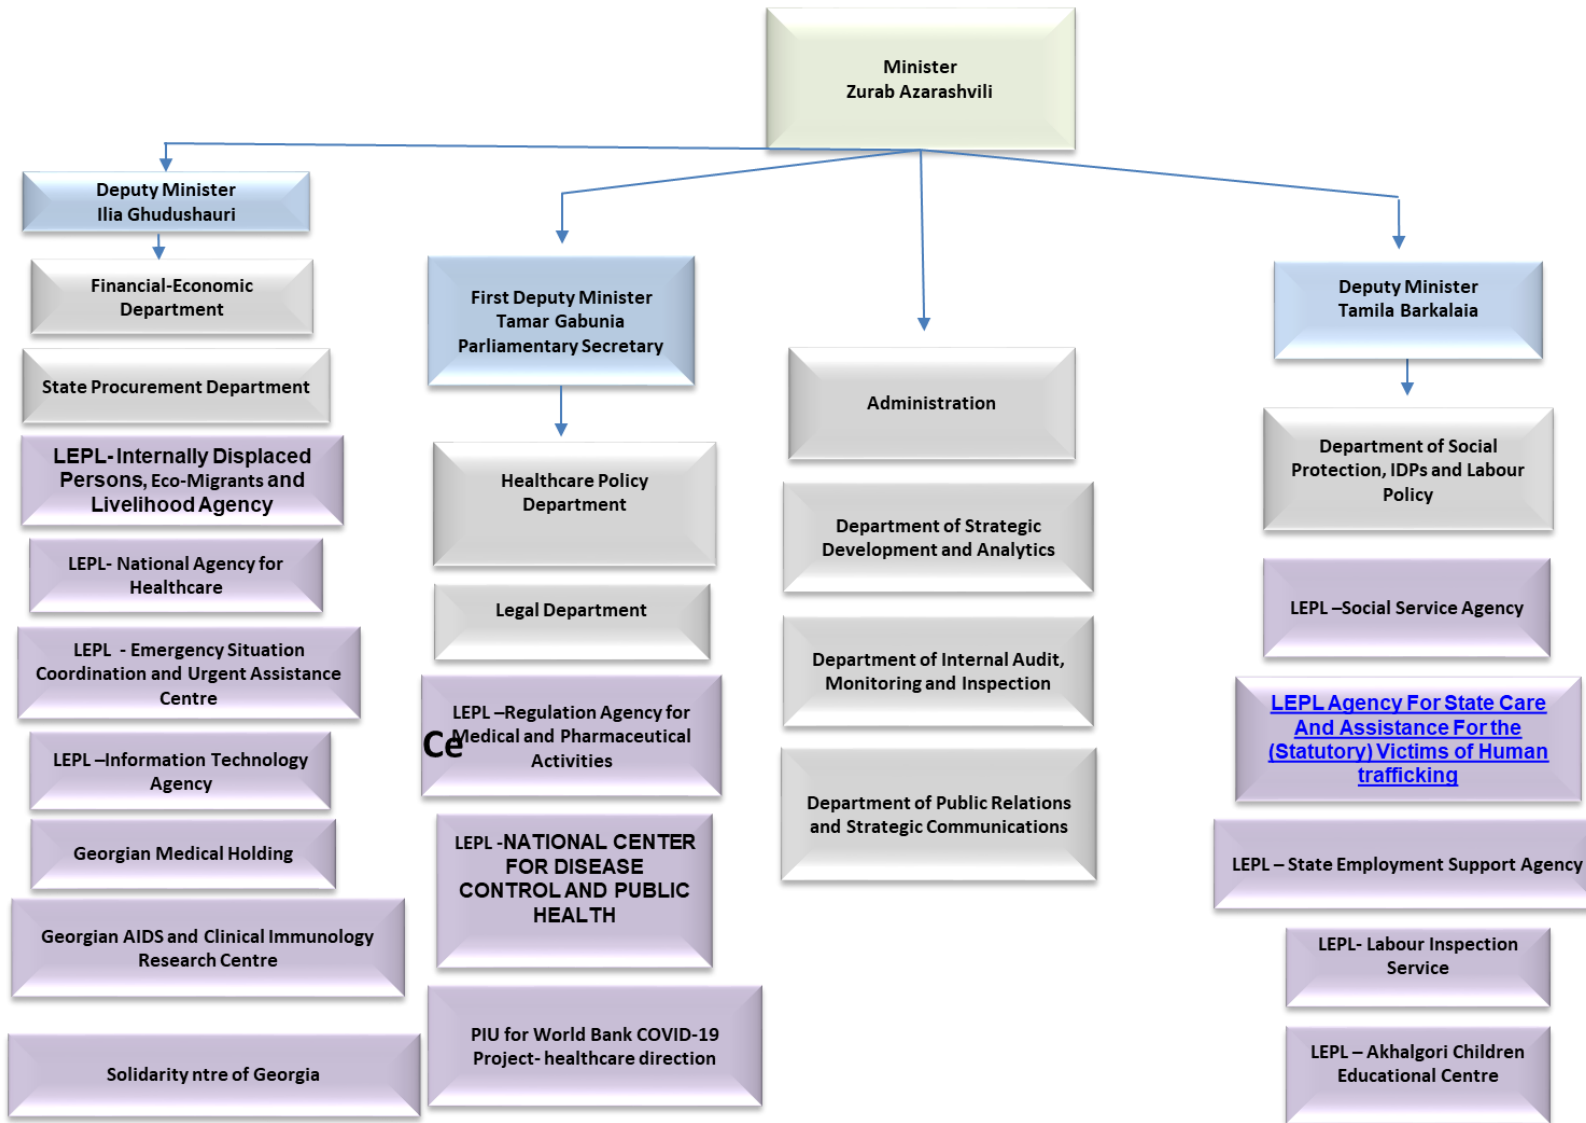 Minister
Zurab Azarashvili
Deputy Minister
Ilia Ghudushauri
Financial-Economic
Department
State Procurement Department
LEPL- Internally Displaced
Persons, Eco-Migrants and
Livelihood Agency
LEPL- National Agency for
Healthcare
LEPL - Emergency Situation
Coordination and Urgent Assistance
Centre
LEPL –Information Technology
Agency
Georgian Medical Holding
Georgian AIDS and Clinical Immunology
Research Centre
Solidarity ntre of Georgia
First Deputy Minister
Tamar Gabunia
Parliamentary Secretary
Healthcare Policy
Department
Legal Department
LEPL –Regulation Agency for
Medical and Pharmaceutical
Activities
Ce
LEPL -NATIONAL CENTER
FOR DISEASE
CONTROL AND PUBLIC
HEALTH
PIU for World Bank COVID-19
Project- healthcare direction
Administration
Department of Strategic
Development and Analytics
Department of Internal Audit,
Monitoring and Inspection
Department of Public Relations
and Strategic Communications
Deputy Minister
Tamila Barkalaia
Department of Social
Protection, IDPs and Labour
Policy
LEPL –Social Service Agency
LEPL Agency For State Care
And Assistance For the
(Statutory) Victims of Human
trafficking
LEPL – State Employment Support Agency
LEPL- Labour Inspection
Service
LEPL – Akhalgori Children
Educational Centre